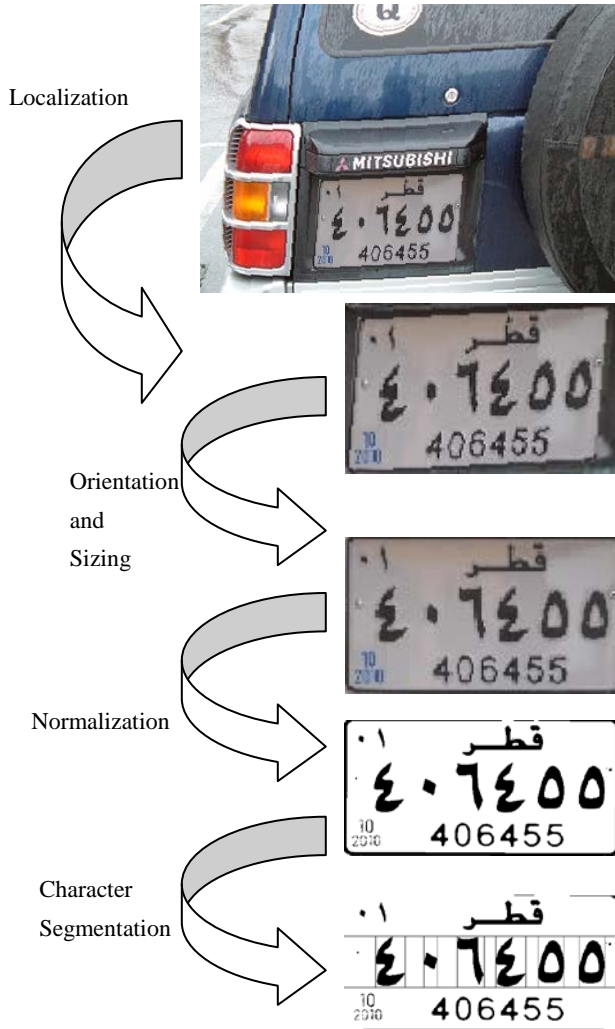 Localization
MITSUBISHI
٠١ قطر
٤٠٦٤٥٥
10
2010
406455
٠١ قطر
٤٠٦٤٥٥
10
2010
406455
Orientation
and
Sizing
٠١ قطر
٤٠٦٤٥٥
10
2010
406455
Normalization
٠١ قطر
٤٠٦٤٥٥
10
2010
406455
Character
Segmentation
٠١ قطر
٤٠٦٤٥٥
10
2010
406455